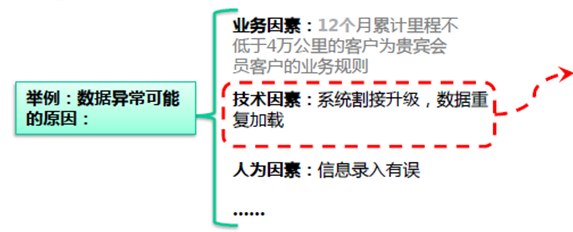 业务因素：12个月累计里程不
低于4万公里的客户为贵宾会
员客户的业务规则
举例：数据异常可能
的原因：
技术因素：系统割接升级，数据重
复加载
人为因素：信息录入有误
......